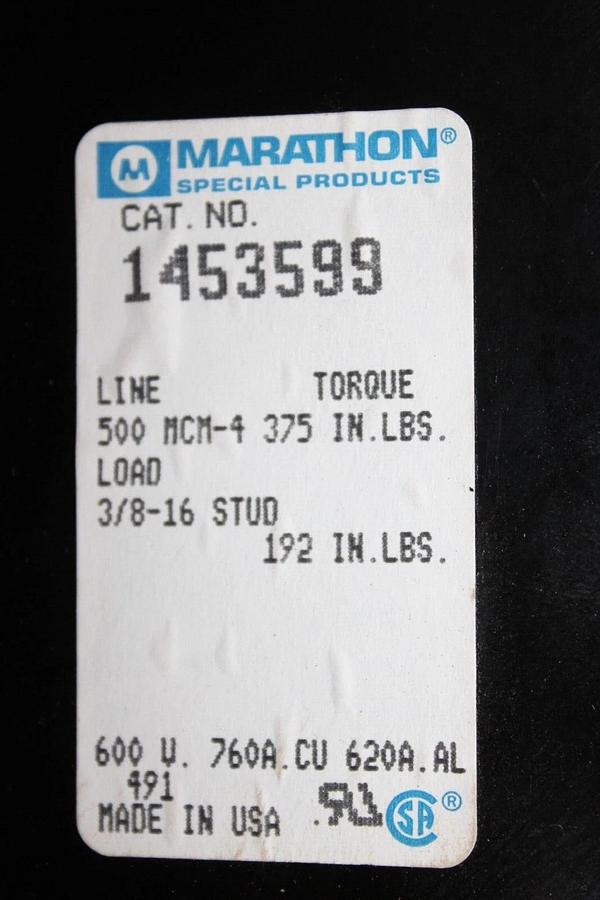 M MARATHON®
SPECIAL PRODUCTS
CAT. NO.
1453599
LINE TORQUE
500 MCM-4 375 IN.LBS.
LOAD
3/8-16 STUD
192 IN.LBS.
600 V. 760A.CU 620A.AL
491
MADE IN USA
SA ®